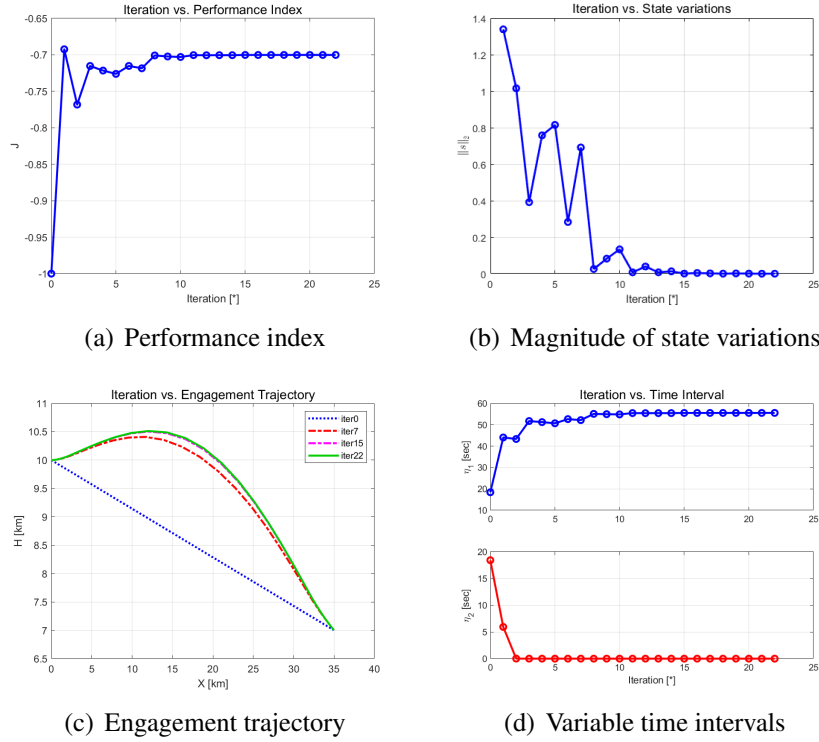 Iteration vs. Performance Index
-0.65
-0.7
-0.75
-0.8
-0.85
-0.9
-0.95
-1
J
0 5 10 15 20 25
Iteration [*]
(a) Performance index
Iteration vs. State variations
1.4
1.2
1
0.8
0.6
0.4
0.2
0
||s||₂
0 5 10 15 20 25
Iteration [*]
(b) Magnitude of state variations
Iteration vs. Engagement Trajectory
11
10.5
10
9.5
9
8.5
8
7.5
7
6.5
H [km]
iter0
iter7
iter15
iter22
0 5 10 15 20 25 30 35 40
X [km]
(c) Engagement trajectory
Iteration vs. Time Interval
60
50
40
30
20
10
η₁ [sec]
0 5 10 15 20 25
20
15
10
5
0
η₂ [sec]
0 5 10 15 20 25
Iteration [*]
(d) Variable time intervals